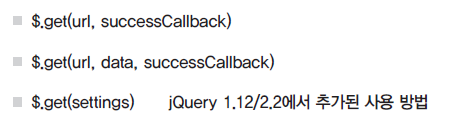 $.get(url, successCallback)
$.get(url, data, successCallback)
$.get(settings) jQuery 1.12/2.2에서 추가된 사용 방법